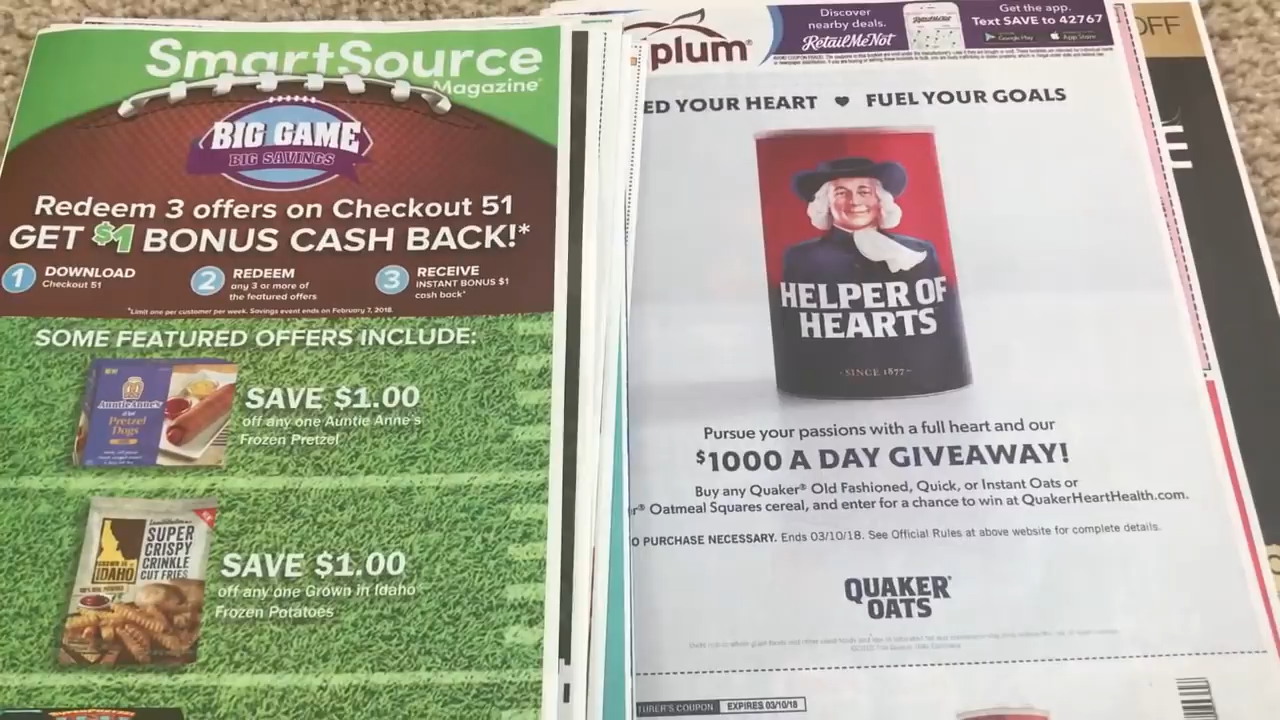 SmartSource
Magazine
BIG GAME
BIG SAVINGS
Redeem 3 offers on Checkout 51
GET $1 BONUS CASH BACK!*
1 DOWNLOAD
Checkout 51
2 REDEEM
any 3 or more of
the featured offers
3 RECEIVE
INSTANT BONUS $1
cash back*
*Limit one per customer per week. Savings event ends on February 7, 2018.
SOME FEATURED OFFERS INCLUDE:
NEW
Auntie Anne's
Pretzel
Dogs
SAVE $1.00
off any one Auntie Anne's
Frozen Pretzel
GROWN IN
IDAHO
SUPER
CRISPY
CRINKLE
CUT FRIES
SAVE $1.00
off any one Grown in Idaho
Frozen Potatoes
plum®
Discover
nearby deals.
RetailMeNot
Get the app.
Text SAVE to 42767
Google Play
App Store
OFF
E
ED YOUR HEART ♥ FUEL YOUR GOALS
HELPER OF
HEARTS
- SINCE 1877 -
Pursue your passions with a full heart and our
$1000 A DAY GIVEAWAY!
Buy any Quaker® Old Fashioned, Quick, or Instant Oats or
r® Oatmeal Squares cereal, and enter for a chance to win at QuakerHeartHealth.com.
O PURCHASE NECESSARY. Ends 03/10/18. See Official Rules at above website for complete details.
QUAKER®
OATS
TURER'S COUPON EXPIRES 03/10/18